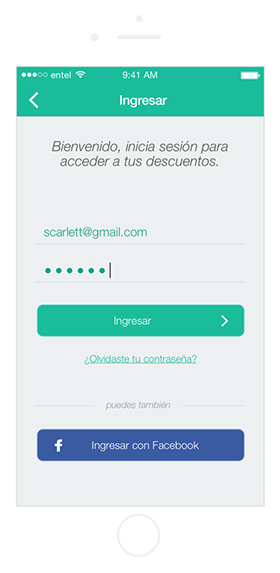 entel 9:41 AM
Ingresar
Bienvenido, inicia sesión para
acceder a tus descuentos.
scarlett@gmail.com
Ingresar
¿Olvidaste tu contraseña?
puedes también
f Ingresar con Facebook